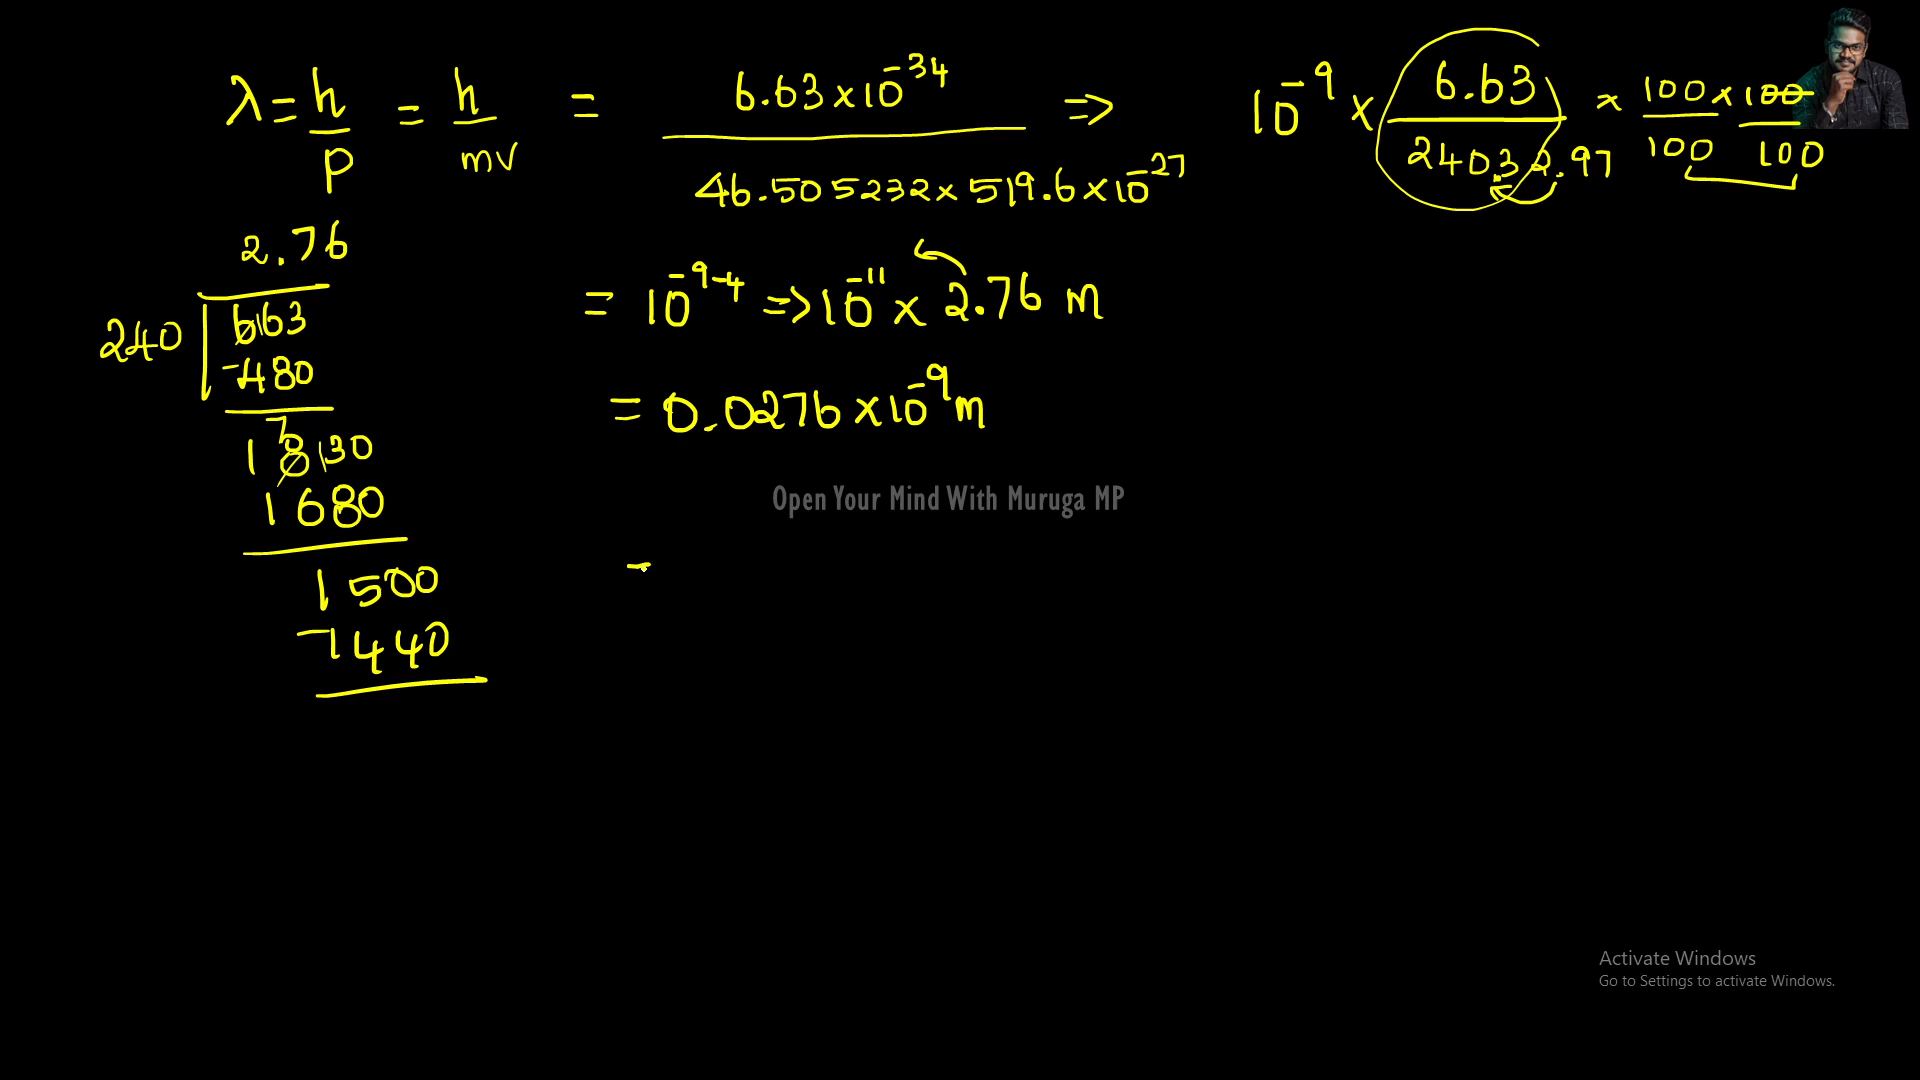 λ = h/p = h/mv = 6.63×10^-34 / 46.505232×519.6×10^-27 => 10^-9 × 6.63/24032.97 × 100/100 × 100/100
= 10^-9-4 => 10^-11 × 2.76 m
= 0.0276×10^-9 m
-
2.76
240 663
-480
1830
1680
1500
-1440
Open Your Mind With Muruga MP
Activate Windows
Go to Settings to activate Windows.